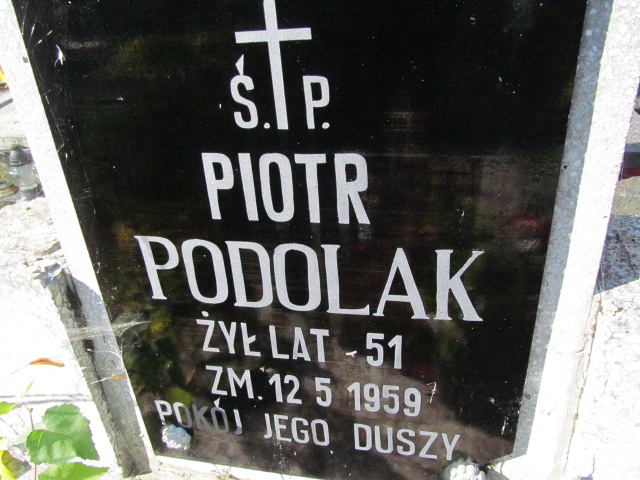 Ś.P.
PIOTR
PODOLAK
ŻYŁ LAT 51
ZM. 12 5 1959
POKÓJ JEGO DUSZY